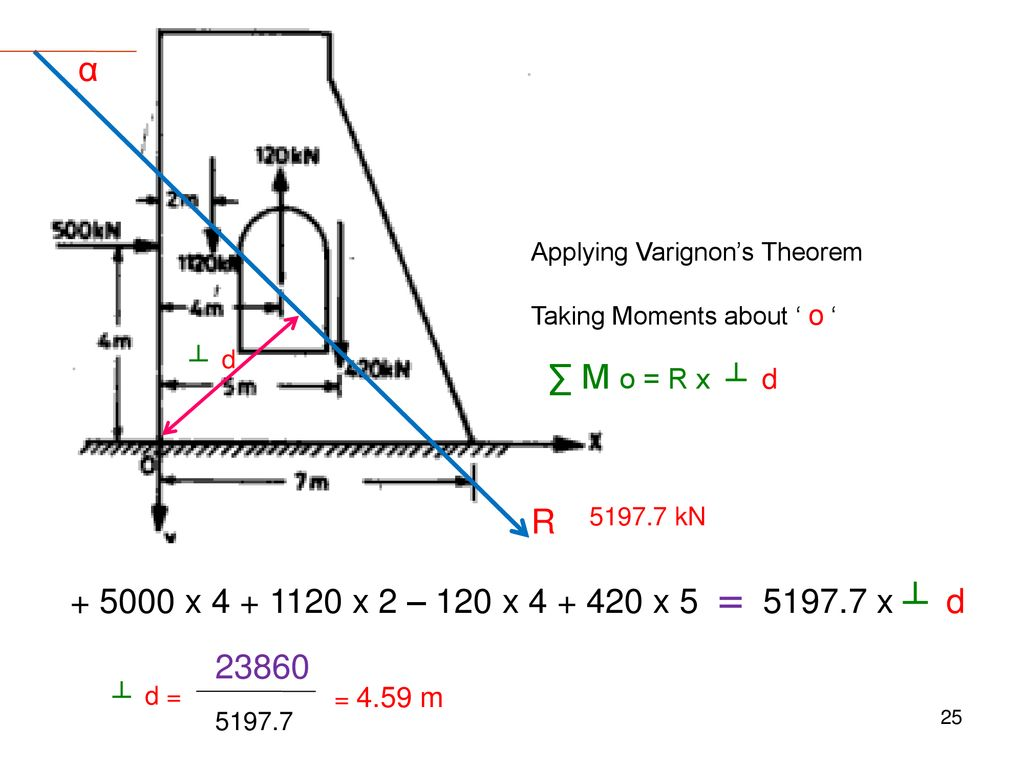 α
120kN
2m
500kN
1120kN
Applying Varignon’s Theorem
4m
Taking Moments about ‘ o ‘
4m
┴ d
420kN
∑ M o = R x ┴ d
5m
X
O
7m
R 5197.7 kN
y
+ 5000 x 4 + 1120 x 2 – 120 x 4 + 420 x 5 = 5197.7 x ┴ d
23860
┴ d = = 4.59 m
5197.7
25